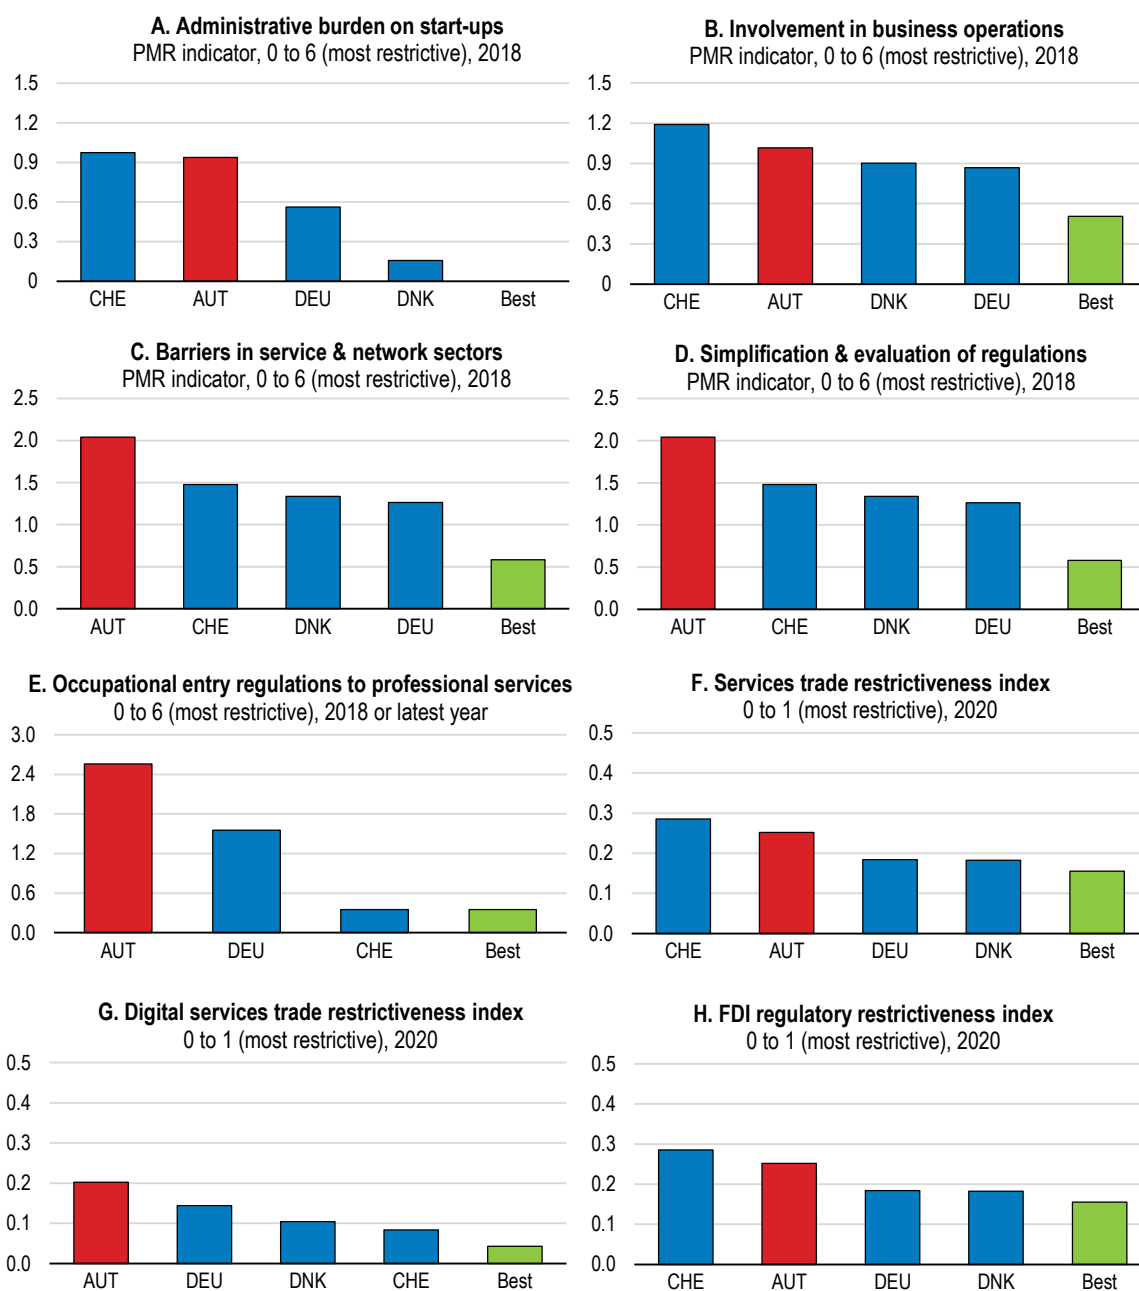 A. Administrative burden on start-ups
PMR indicator, 0 to 6 (most restrictive), 2018
1.5
1.2
0.9
0.6
0.3
0
CHE AUT DEU DNK Best
B. Involvement in business operations
PMR indicator, 0 to 6 (most restrictive), 2018
1.5
1.2
0.9
0.6
0.3
0
CHE AUT DNK DEU Best
C. Barriers in service & network sectors
PMR indicator, 0 to 6 (most restrictive), 2018
2.5
2.0
1.5
1.0
0.5
0.0
AUT CHE DNK DEU Best
D. Simplification & evaluation of regulations
PMR indicator, 0 to 6 (most restrictive), 2018
2.5
2.0
1.5
1.0
0.5
0.0
AUT CHE DNK DEU Best
E. Occupational entry regulations to professional services
0 to 6 (most restrictive), 2018 or latest year
3.0
2.4
1.8
1.2
0.6
0.0
AUT DEU CHE Best
F. Services trade restrictiveness index
0 to 1 (most restrictive), 2020
0.5
0.4
0.3
0.2
0.1
0.0
CHE AUT DEU DNK Best
G. Digital services trade restrictiveness index
0 to 1 (most restrictive), 2020
0.5
0.4
0.3
0.2
0.1
0.0
AUT DEU DNK CHE Best
H. FDI regulatory restrictiveness index
0 to 1 (most restrictive), 2020
0.5
0.4
0.3
0.2
0.1
0.0
CHE AUT DEU DNK Best